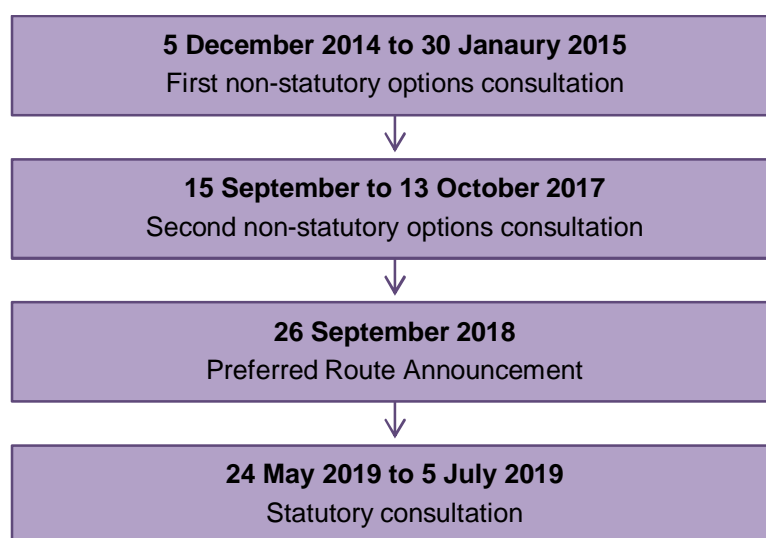 5 December 2014 to 30 Janaury 2015
First non-statutory options consultation
15 September to 13 October 2017
Second non-statutory options consultation
26 September 2018
Preferred Route Announcement
24 May 2019 to 5 July 2019
Statutory consultation